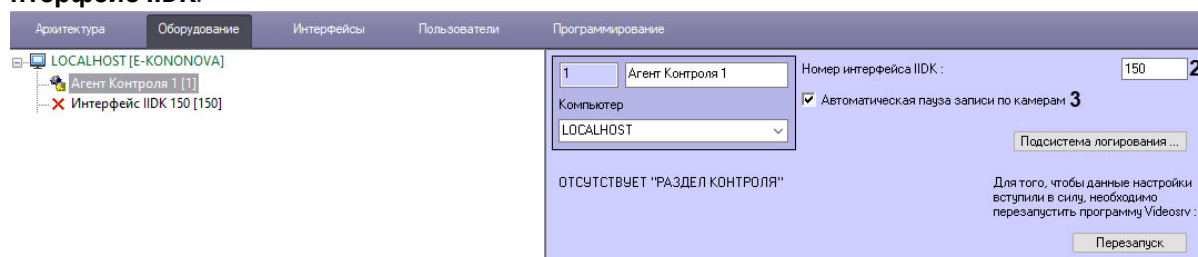 интерфейс IIDK.
Архитектура Оборудование Интерфейсы Пользователи Программирование
LOCALHOST [E-KONONOVA]
Агент Контроля 1 [1]
Интерфейс IIDK 150 [150]
1 Агент Контроля 1
Компьютер
LOCALHOST
ОТСУТСТВУЕТ "РАЗДЕЛ КОНТРОЛЯ"
Номер интерфейса IIDK : 150 2
Автоматическая пауза записи по камерам 3
Подсистема логирования ...
Для того, чтобы данные настройки
вступили в силу, необходимо
перезапустить программу Videosrv :
Перезапуск